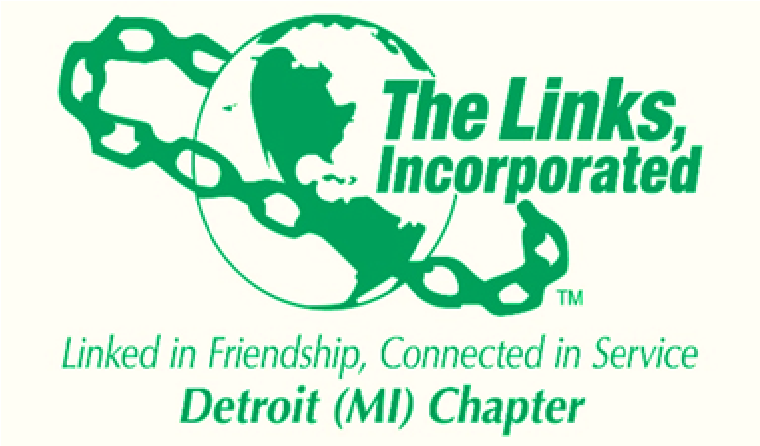 The Links,
Incorporated
TM
Linked in Friendship, Connected in Service
Detroit (MI) Chapter